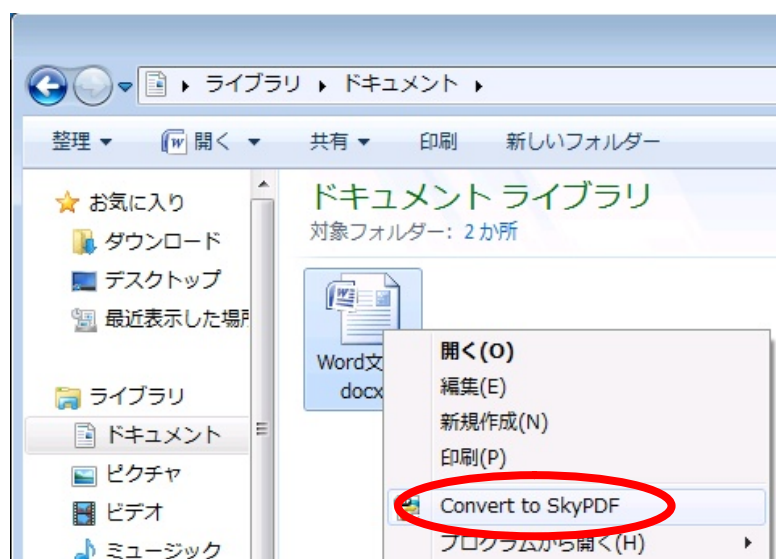 ライブラリ ドキュメント
整理 開く 共有 印刷 新しいフォルダー
お気に入り
ダウンロード
デスクトップ
最近表示した場
ライブラリ
ドキュメント
ピクチャ
ビデオ
ミュージック
ドキュメント ライブラリ
対象フォルダー: 2 か所
Word文
docx
開く(O)
編集(E)
新規作成(N)
印刷(P)
Convert to SkyPDF
プログラムから開く(H)